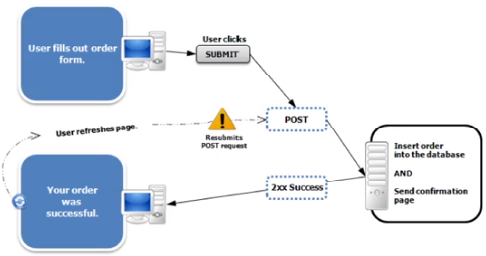 User fills out order
form.
User clicks
SUBMIT
POST
User refreshes page.
Resubmits
POST request
Insert order
into the database
AND
Send confirmation
page
Your order
was
successful.
2xx Success